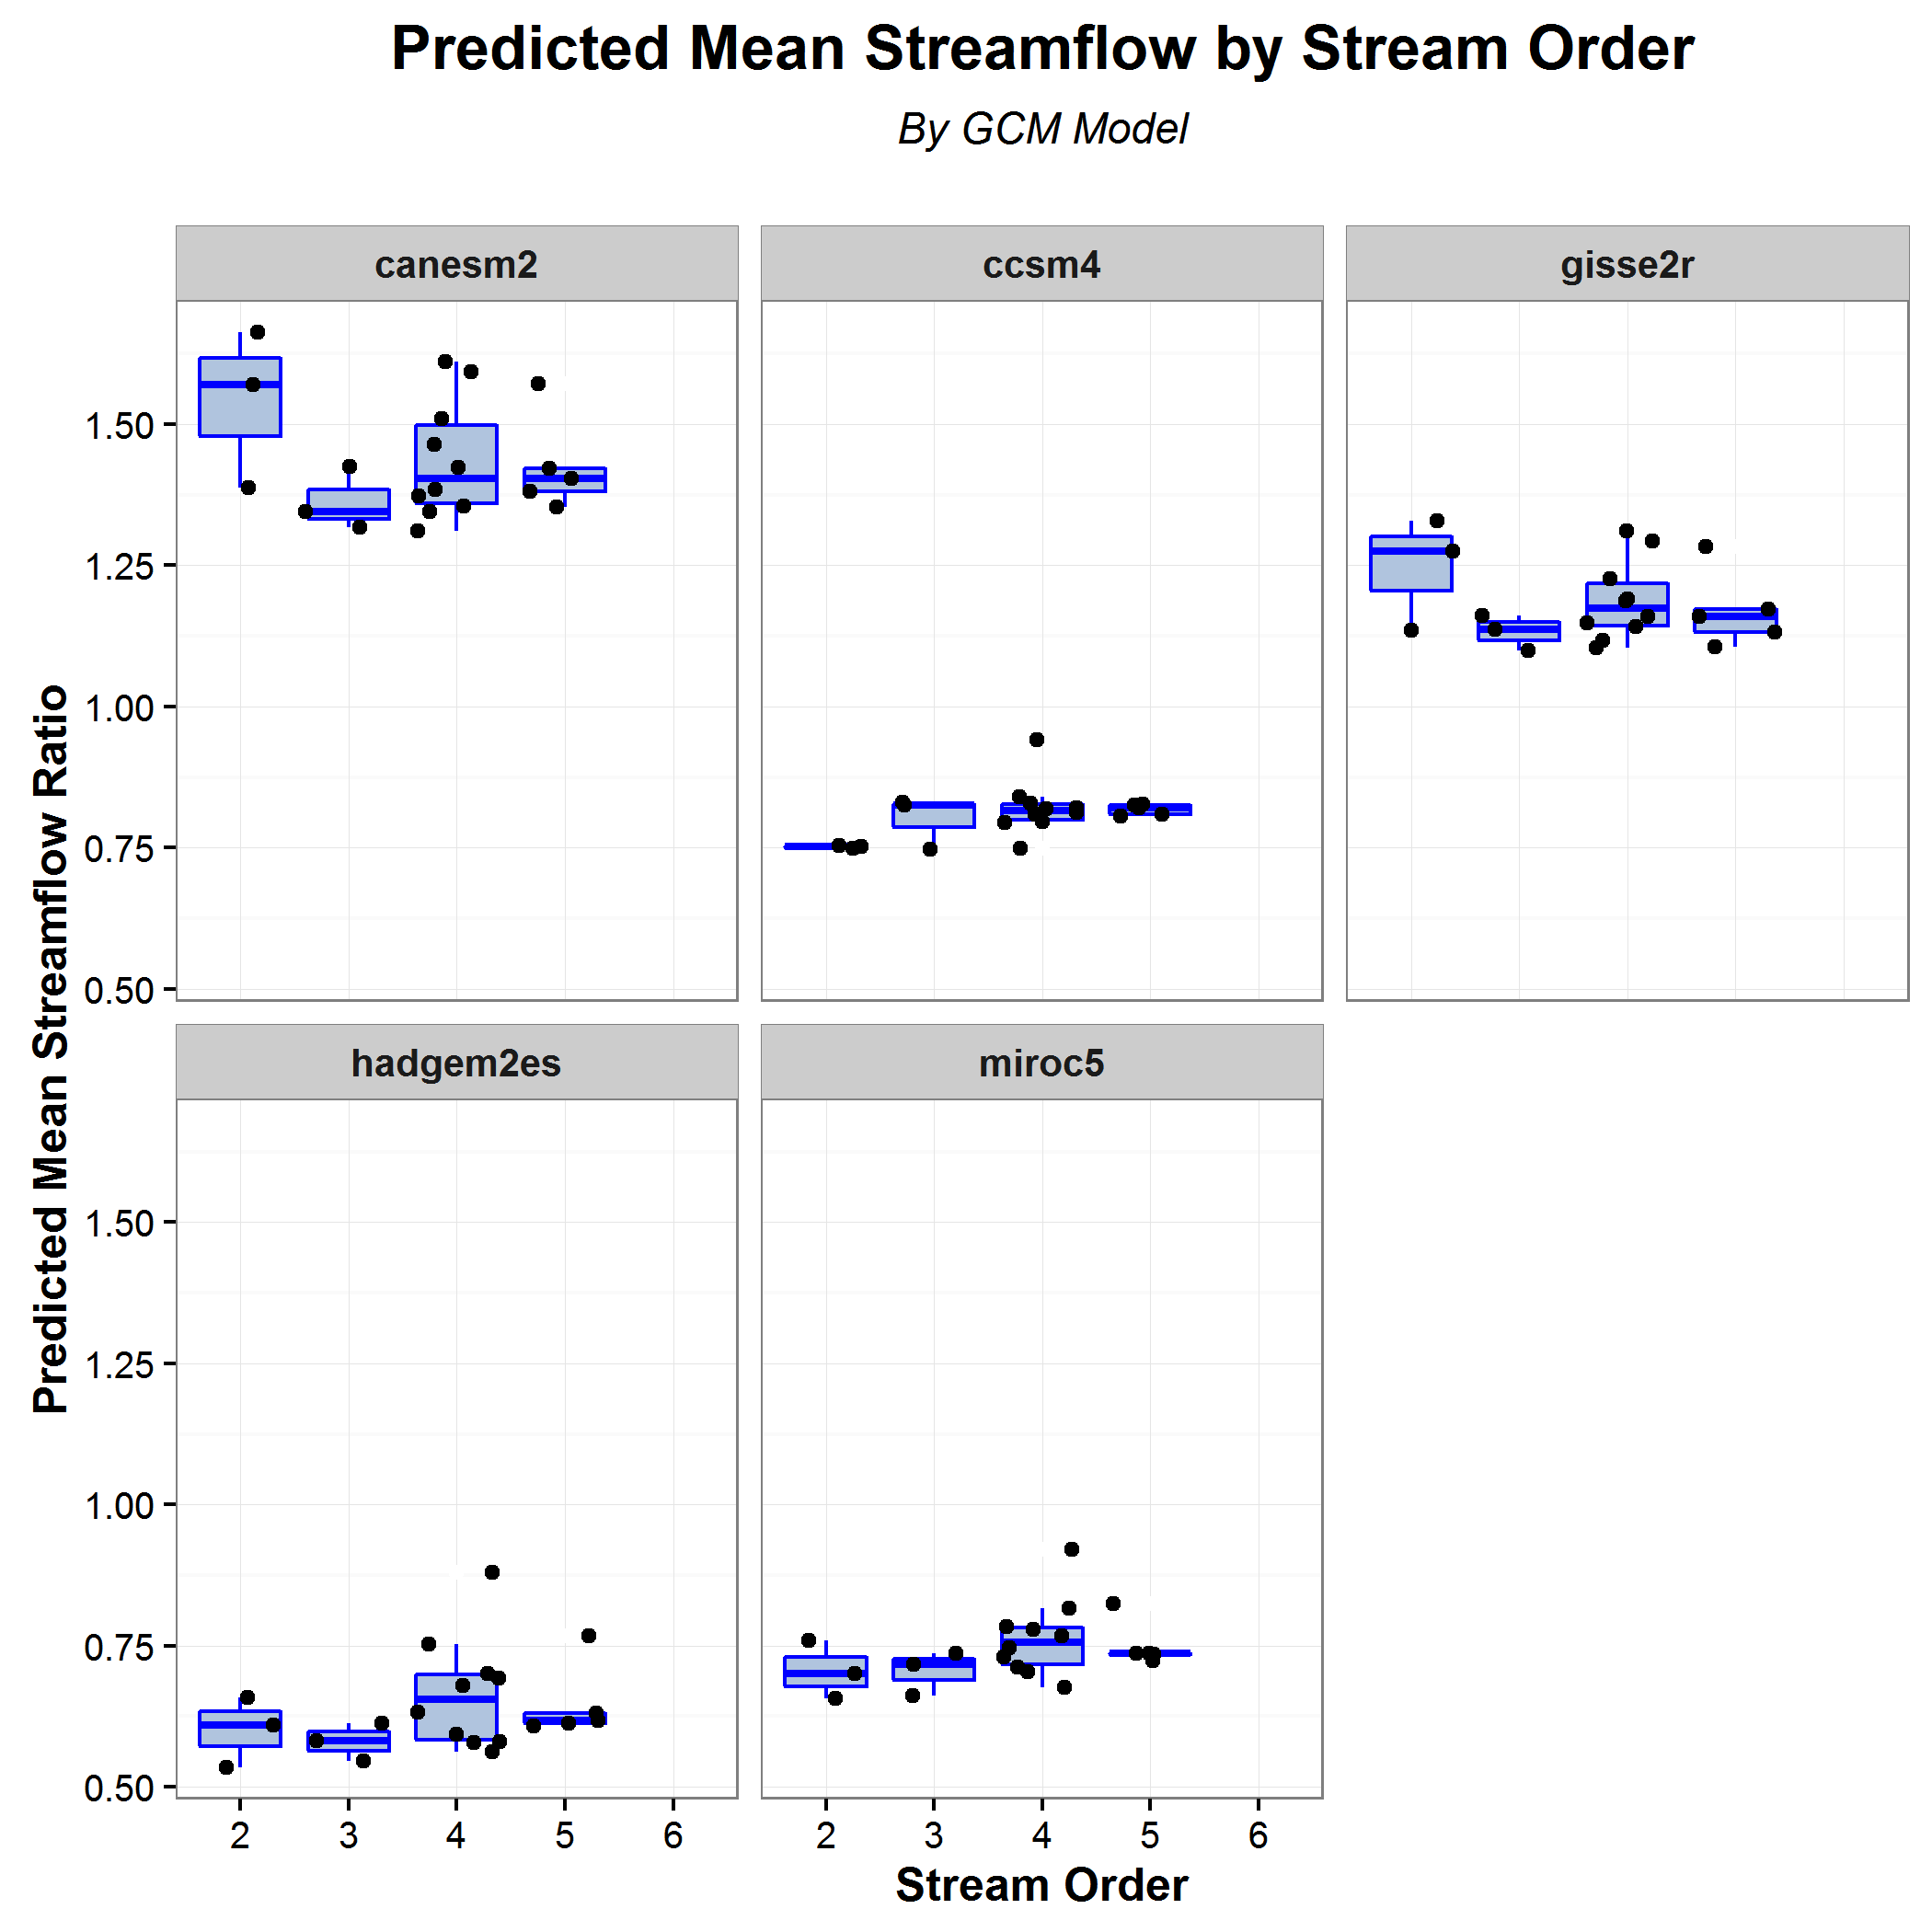 Predicted Mean Streamflow by Stream Order
By GCM Model
canesm2
ccsm4
gisse2r
1.50
1.25
1.00
0.75
0.50
Predicted Mean Streamflow Ratio
hadgem2es
miroc5
1.50
1.25
1.00
0.75
0.50
2 3 4 5 6
2 3 4 5 6
Stream Order